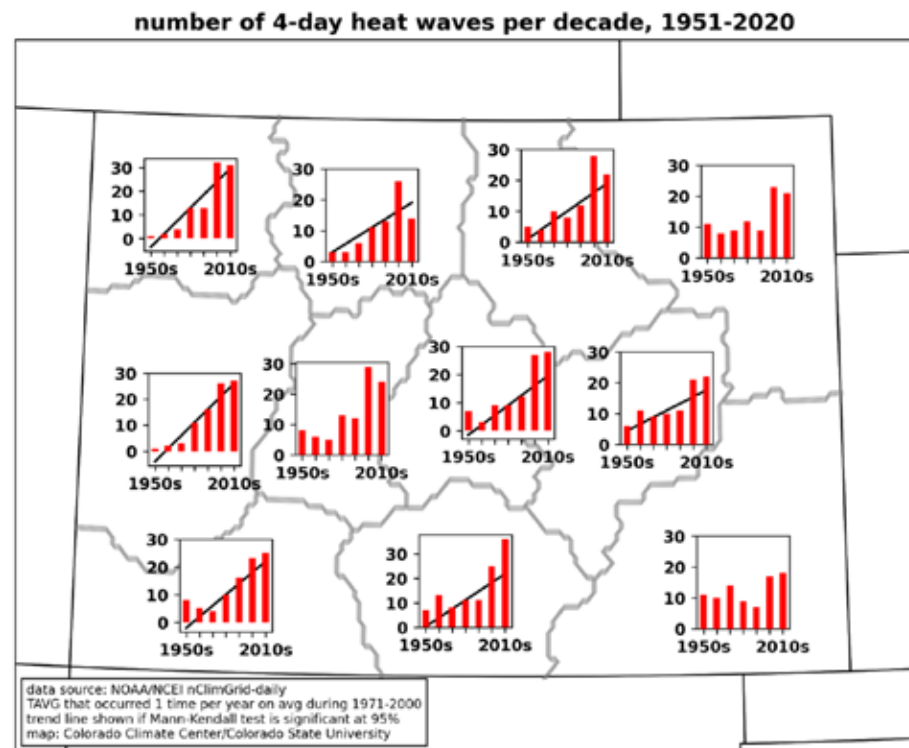 number of 4-day heat waves per decade, 1951-2020
30
20
10
0
1950s 2010s
30
20
10
0
1950s 2010s
30
20
10
0
1950s 2010s
30
20
10
0
1950s 2010s
30
20
10
0
1950s 2010s
30
20
10
0
1950s 2010s
30
20
10
0
1950s 2010s
30
20
10
0
1950s 2010s
30
20
10
0
1950s 2010s
30
20
10
0
1950s 2010s
30
20
10
0
1950s 2010s
data source: NOAA/NCEI nClimGrid-daily
TAVG that occurred 1 time per year on avg during 1971-2000
trend line shown if Mann-Kendall test is significant at 95%
map: Colorado Climate Center/Colorado State University